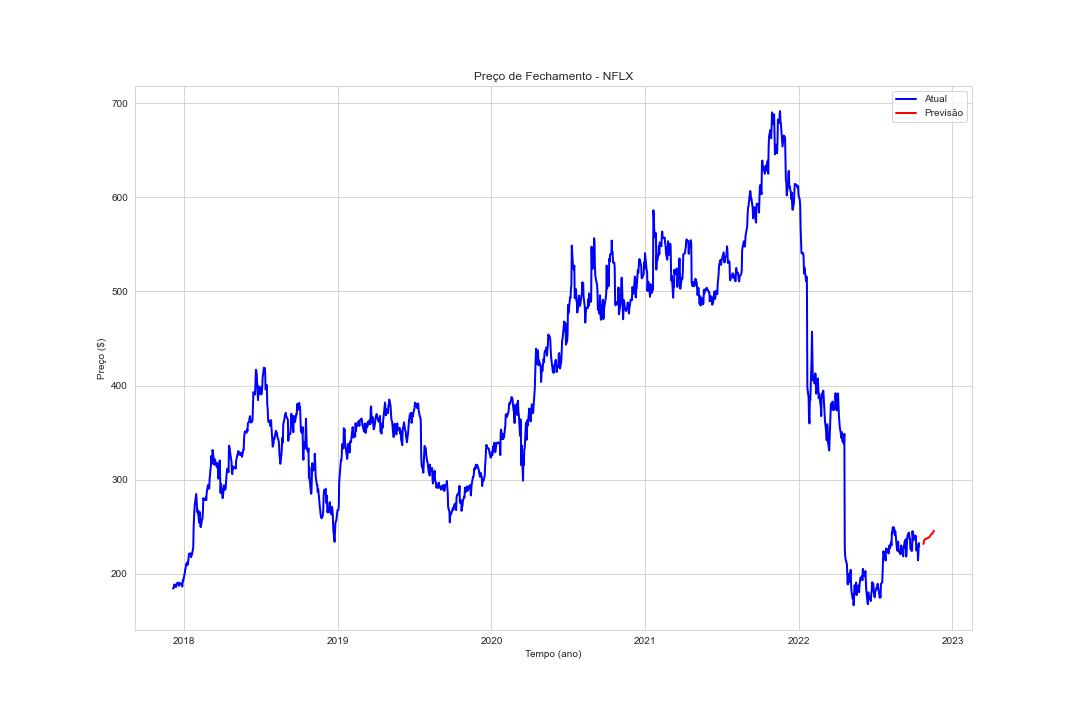 Preço de Fechamento - NFLX
Atual
Previsão
700
600
500
400
300
200
Preço ($)
2018 2019 2020 2021 2022 2023
Tempo (ano)